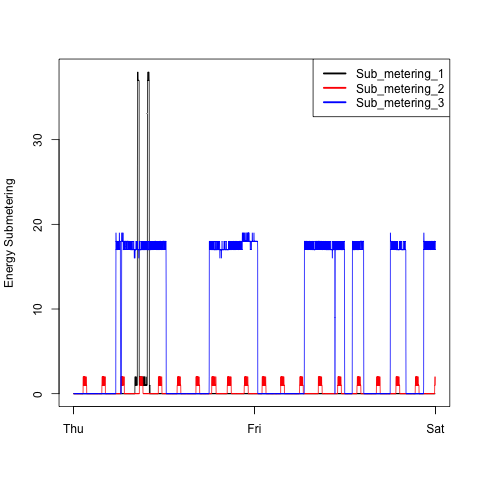 Sub_metering_1
Sub_metering_2
Sub_metering_3
Energy Submetering
30
20
10
0
Thu
Fri
Sat